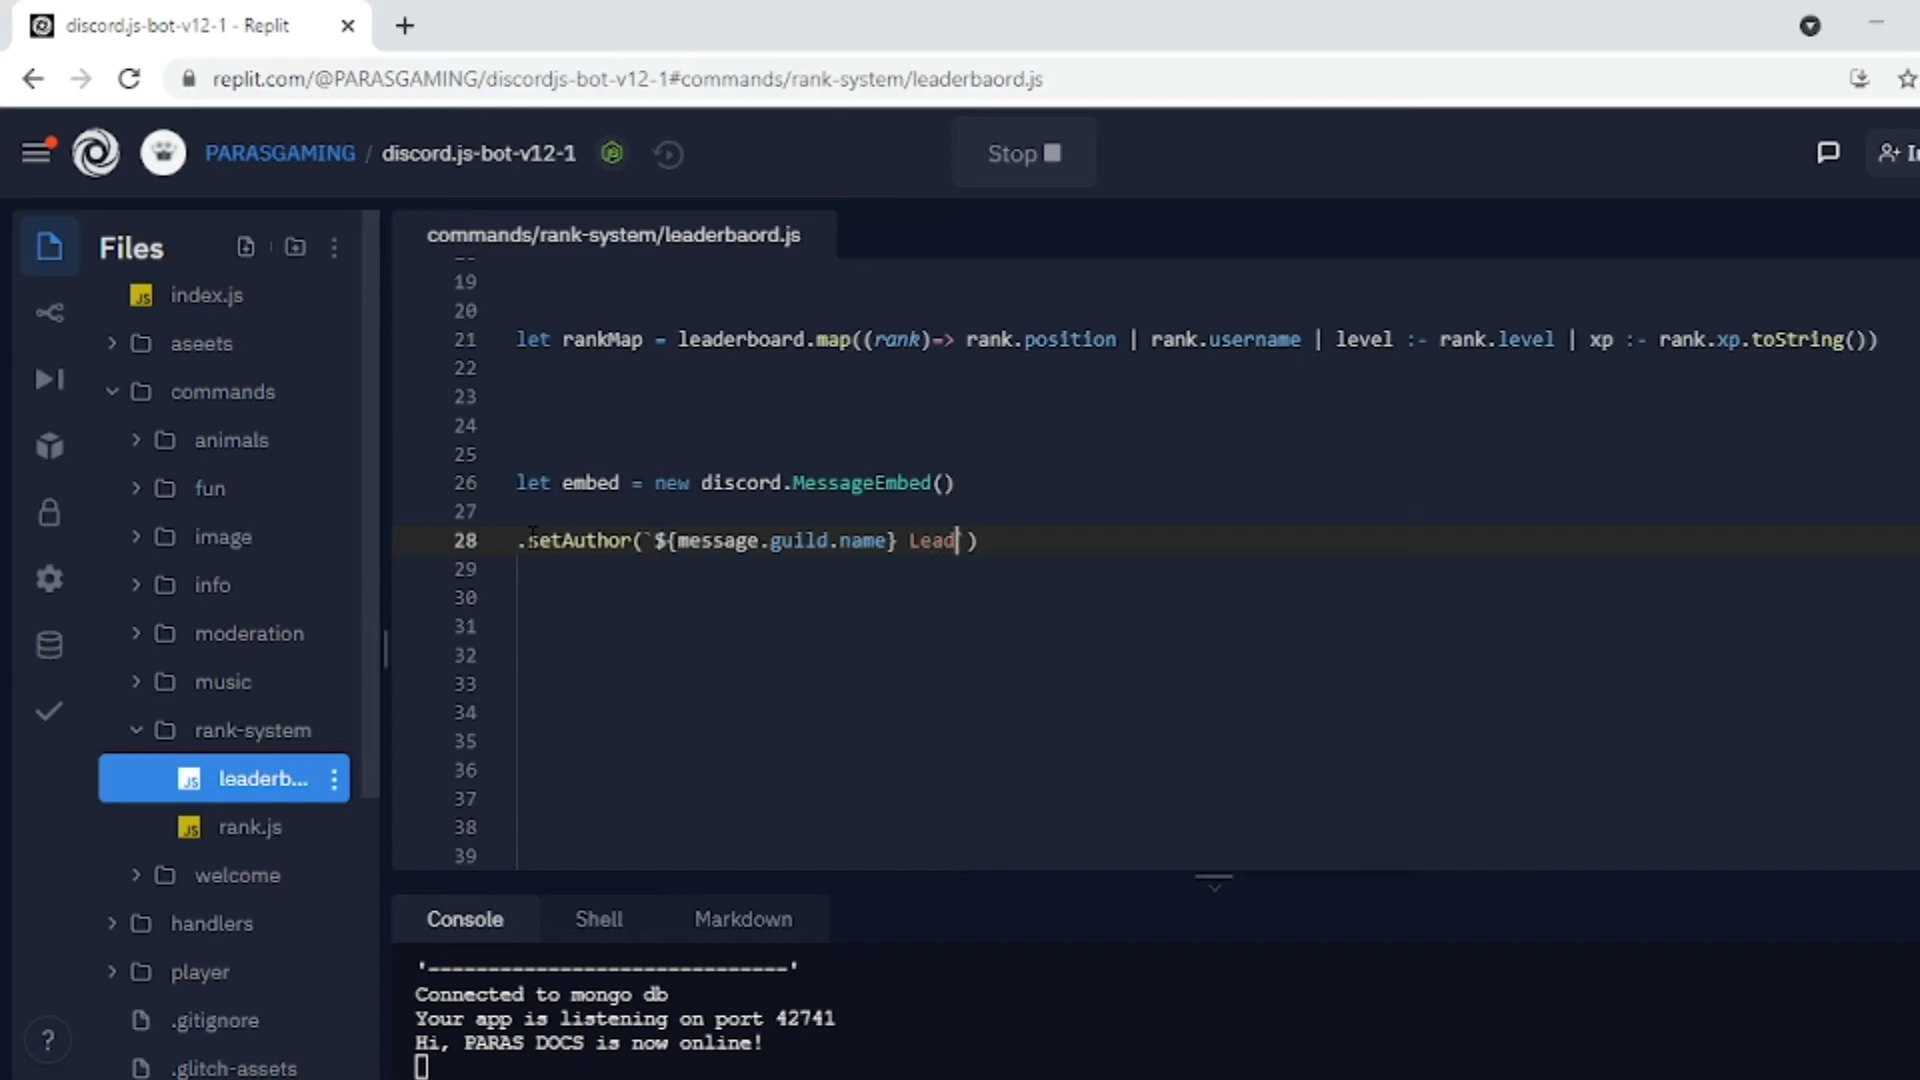 discord.js-bot-v12-1 - Replit
replit.com/@PARASGAMING/discordjs-bot-v12-1#commands/rank-system/leaderbaord.js
PARASGAMING / discord.js-bot-v12-1
Stop
Files
index.js
aseets
commands
animals
fun
image
info
moderation
music
rank-system
leaderb...
rank.js
welcome
handlers
player
.gitignore
.glitch-assets
commands/rank-system/leaderbaord.js
19
20
21 let rankMap = leaderboard.map((rank)=> rank.position | rank.username | level :- rank.level | xp :- rank.xp.toString())
22
23
24
25
26 let embed = new discord.MessageEmbed()
27
28 .setAuthor(`${message.guild.name} Lead`)
29
30
31
32
33
34
35
36
37
38
39
Console Shell Markdown
'------------------------------'
Connected to mongo db
Your app is listening on port 42741
Hi, PARAS DOCS is now online!
?